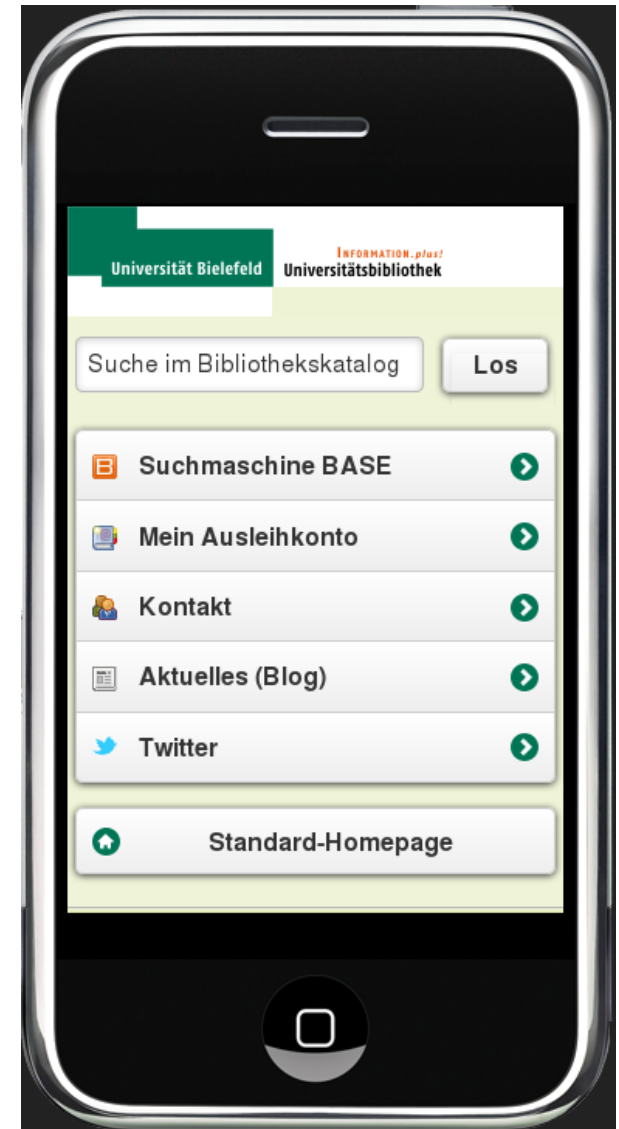 INFORMATION.plus!
Universität Bielefeld Universitätsbibliothek
Suche im Bibliothekskatalog Los
Suchmaschine BASE
Mein Ausleihkonto
Kontakt
Aktuelles (Blog)
Twitter
Standard-Homepage